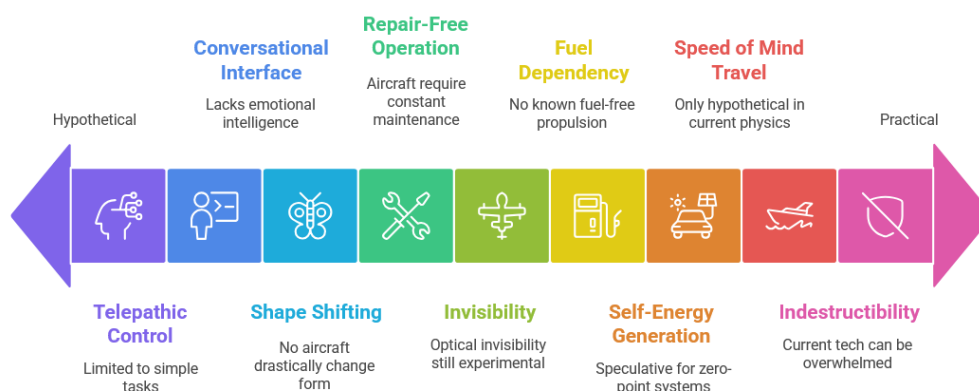 Repair-Free
Operation
Aircraft require
constant
maintenance
Conversational
Interface
Lacks emotional
intelligence
Fuel
Dependency
No known fuel-free
propulsion
Speed of Mind
Travel
Only hypothetical in
current physics
Hypothetical
Practical
Telepathic
Control
Limited to simple
tasks
Shape Shifting
No aircraft
drastically change
form
Invisibility
Optical invisibility
still experimental
Self-Energy
Generation
Speculative for zero-
point systems
Indestructibility
Current tech can be
overwhelmed